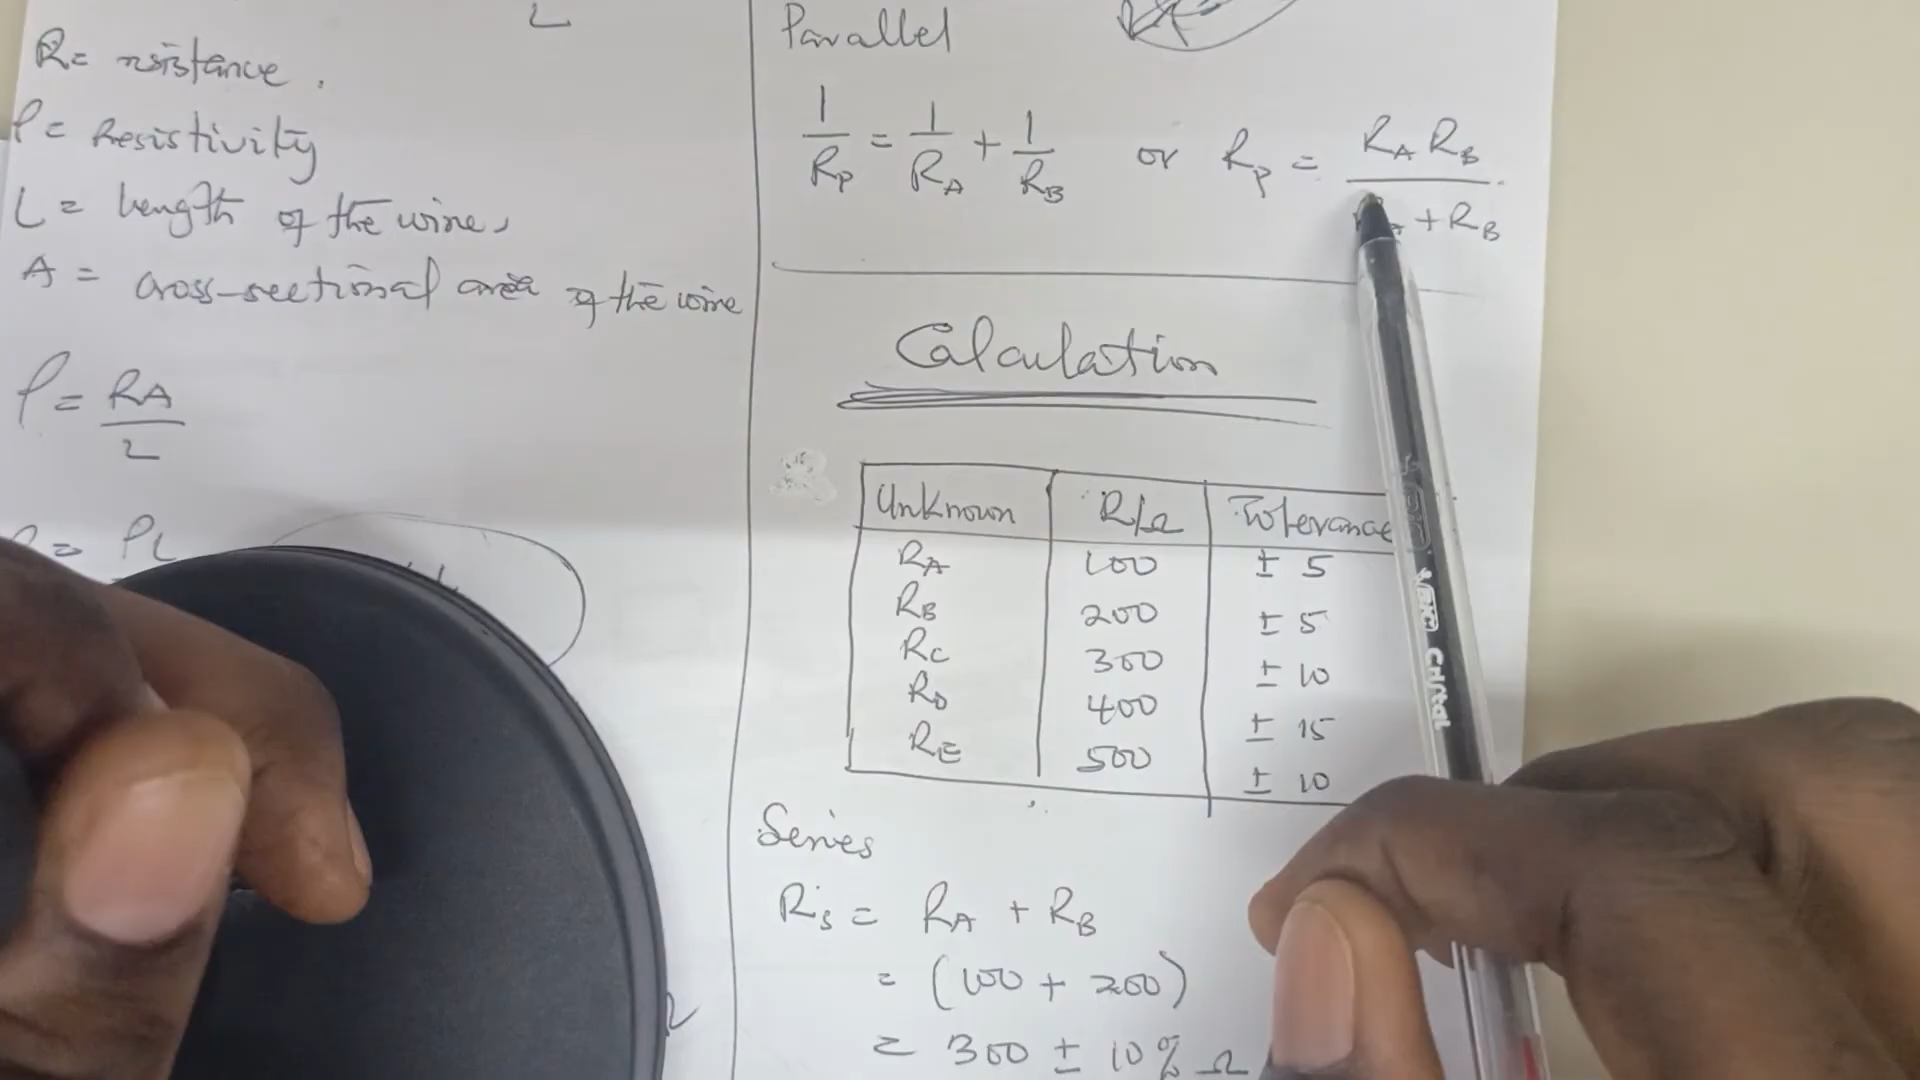 L
R = resistance.
ρ = Resistivity
L = length of the wire,
A = cross-sectional area of the wire
ρ = RA
L
= ρL
Parallel
1/Rp = 1/RA + 1/RB or Rp = RA RB / + RB
Calculation
Unknown R/Ω Tolerance
RA 100 ± 5
RB 200 ± 5
RC 300 ± 10
RD 400 ± 15
RE 500 ± 10
Series
Rs = RA + RB
= (100 + 200)
= 300 ± 10% Ω
Crystal